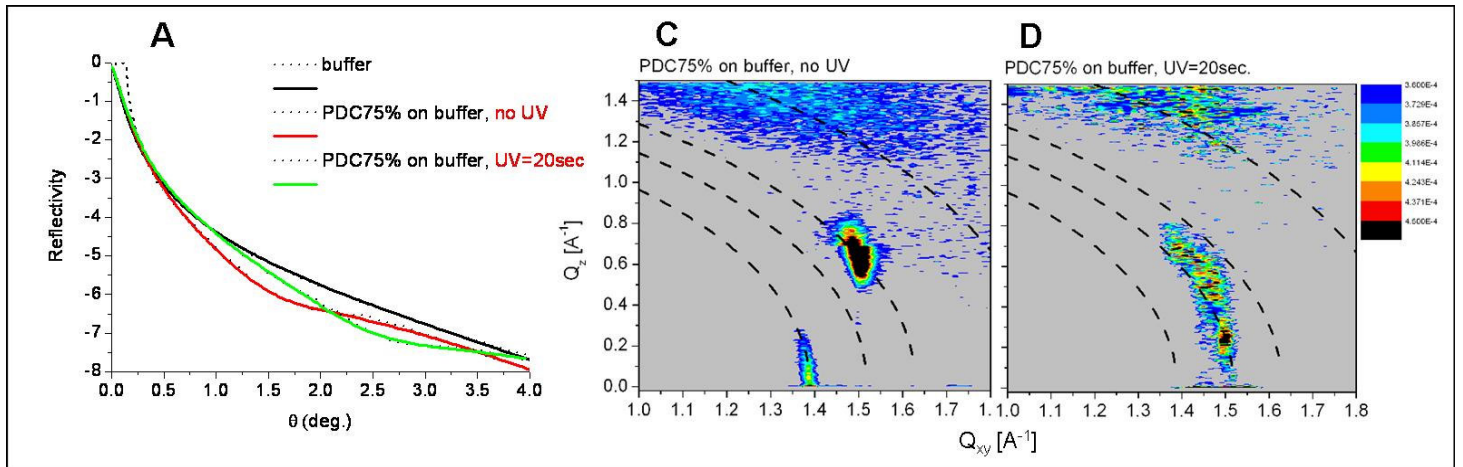 A
buffer
PDC75% on buffer, no UV
PDC75% on buffer, UV=20sec
0
-1
-2
-3
-4
-5
-6
-7
-8
Reflectivity
0.0 0.5 1.0 1.5 2.0 2.5 3.0 3.5 4.0
θ (deg.)
C
PDC75% on buffer, no UV
1.4
1.2
1.0
0.8
0.6
0.4
0.2
0.0
Q_z [A⁻¹]
1.0 1.1 1.2 1.3 1.4 1.5 1.6 1.7 1.
D
PDC75% on buffer, UV=20sec.
1.0 1.1 1.2 1.3 1.4 1.5 1.6 1.7 1.8
Q_xy [A⁻¹]
3.600E-4
3.729E-4
3.857E-4
3.986E-4
4.114E-4
4.243E-4
4.371E-4
4.500E-4